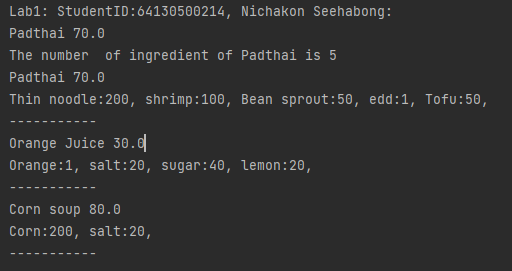 Lab1: StudentID:64130500214, Nichakon Seehabong:
Padthai 70.0
The number  of ingredient of Padthai is 5
Padthai 70.0
Thin noodle:200, shrimp:100, Bean sprout:50, edd:1, Tofu:50,
-----------
Orange Juice 30.0
Orange:1, salt:20, sugar:40, lemon:20,
-----------
Corn soup 80.0
Corn:200, salt:20,
-----------